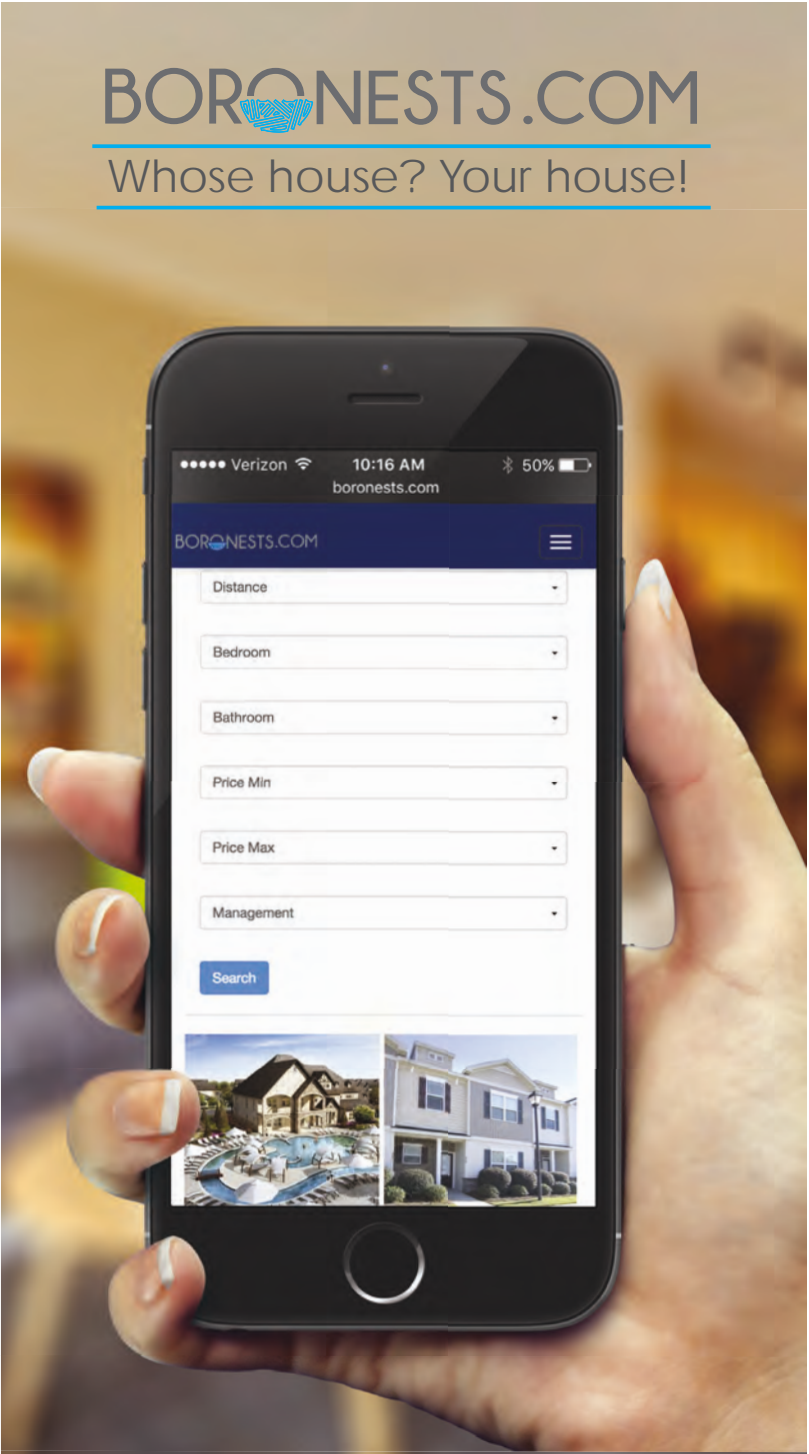 BORONESTS.COM
Whose house? Your house!
Verizon 10:16 AM 50%
boronests.com
BORONESTS.COM
Distance
Bedroom
Bathroom
Price Min
Price Max
Management
Search